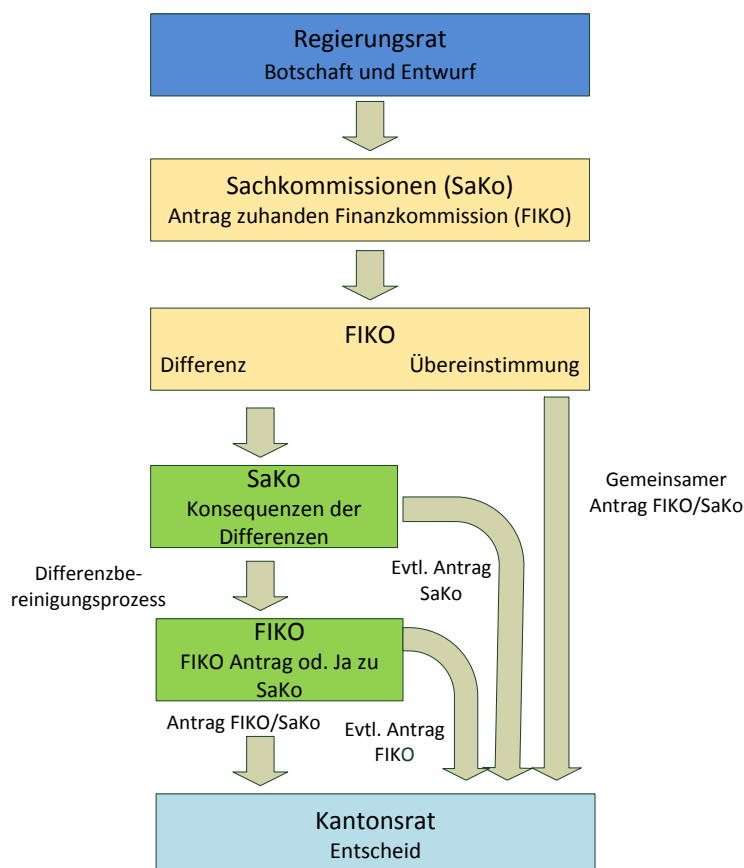 Regierungsrat
Botschaft und Entwurf
Sachkommissionen (SaKo)
Antrag zuhanden Finanzkommission (FIKO)
FIKO
Differenz Übereinstimmung
SaKo
Konsequenzen der
Differenzen
Gemeinsamer
Antrag FIKO/SaKo
Evtl. Antrag
SaKo
Differenzbe-
reinigungsprozess
FIKO
FIKO Antrag od. Ja zu
SaKo
Antrag FIKO/SaKo
Evtl. Antrag
FIKO
Kantonsrat
Entscheid